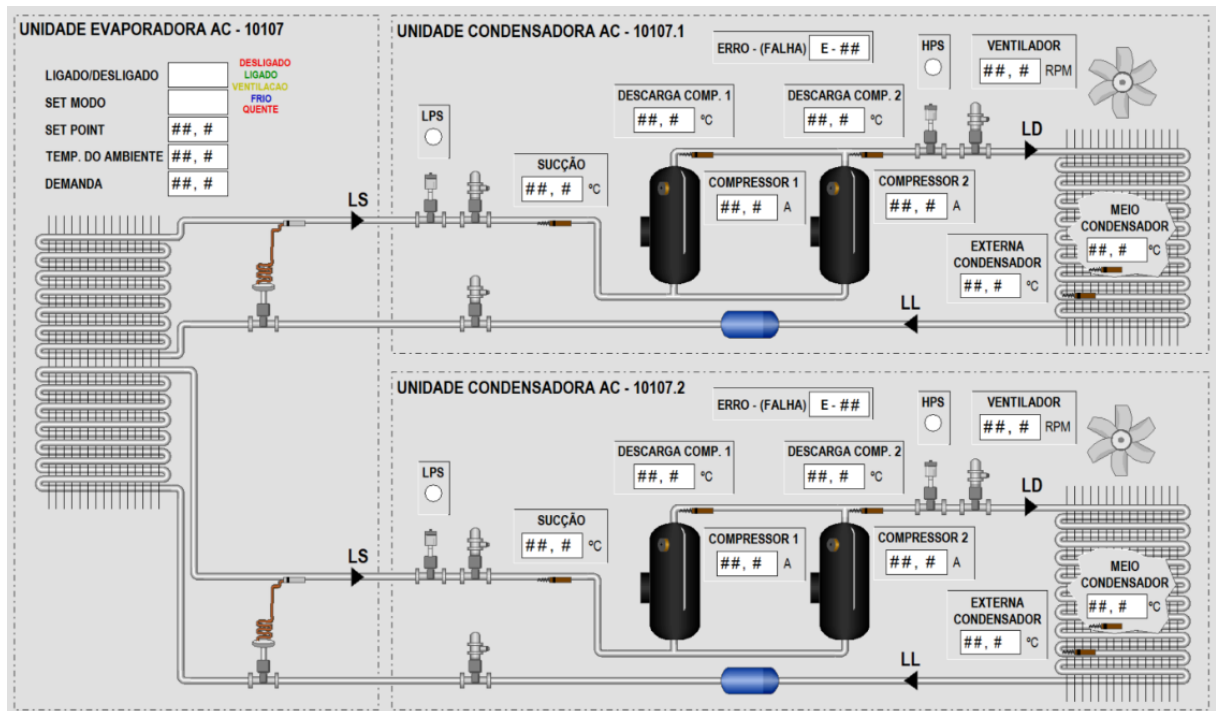 UNIDADE EVAPORADORA AC - 10107
LIGADO/DESLIGADO
DESLIGADO
LIGADO
VENTILACAO
FRIO
QUENTE
SET MODO
SET POINT ##, #
TEMP. DO AMBIENTE ##, #
DEMANDA ##, #
LS
LS
UNIDADE CONDENSADORA AC - 10107.1
ERRO - (FALHA) E - ##
HPS
VENTILADOR
##, # RPM
LPS
DESCARGA COMP. 1
##, # ºC
DESCARGA COMP. 2
##, # ºC
LD
SUCÇÃO
##, # ºC
COMPRESSOR 1
##, # A
COMPRESSOR 2
##, # A
MEIO
CONDENSADOR
##, # ºC
EXTERNA
CONDENSADOR
##, # ºC
LL
UNIDADE CONDENSADORA AC - 10107.2
ERRO - (FALHA) E - ##
HPS
VENTILADOR
##, # RPM
LPS
DESCARGA COMP. 1
##, # ºC
DESCARGA COMP. 2
##, # ºC
LD
SUCÇÃO
##, # ºC
COMPRESSOR 1
##, # A
COMPRESSOR 2
##, # A
MEIO
CONDENSADOR
##, # ºC
EXTERNA
CONDENSADOR
##, # ºC
LL